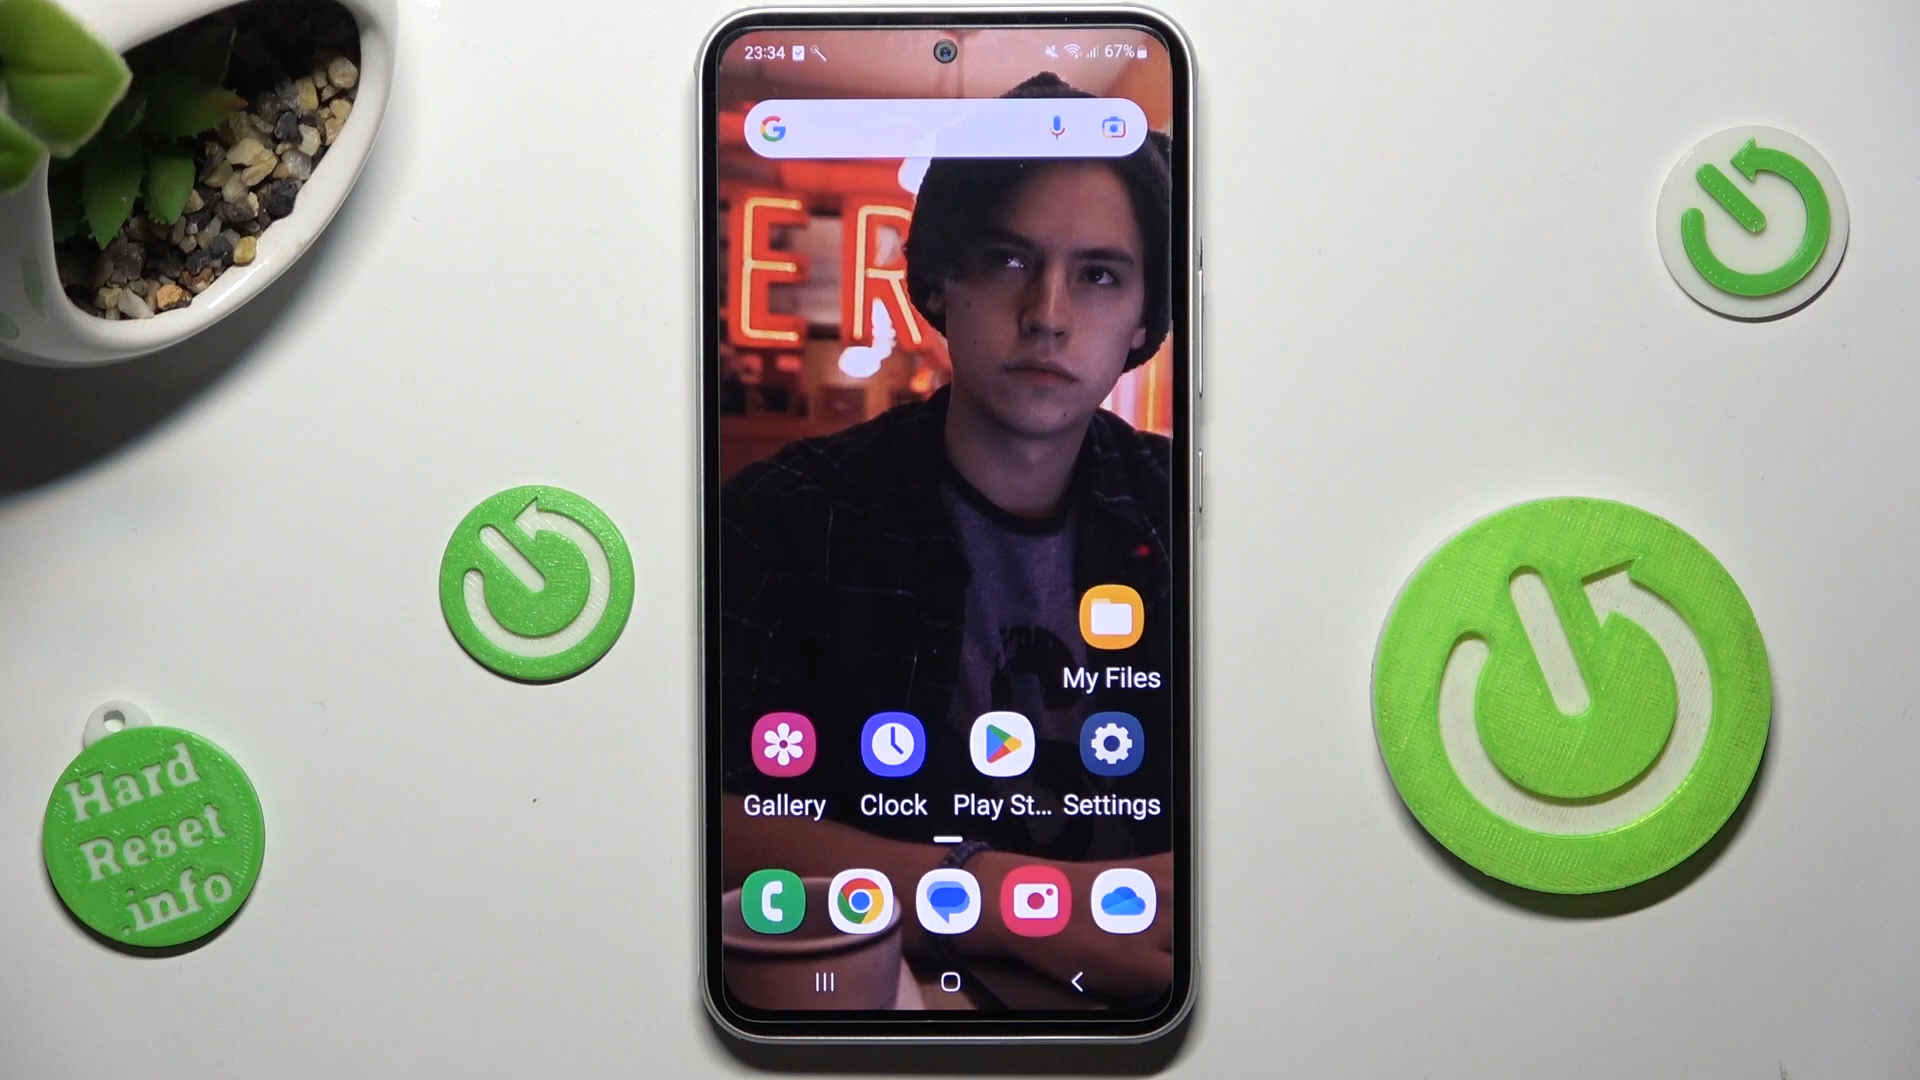 23:34
67%
ER
My Files
Gallery
Clock
Play St...
Settings
Hard
Reset
.info